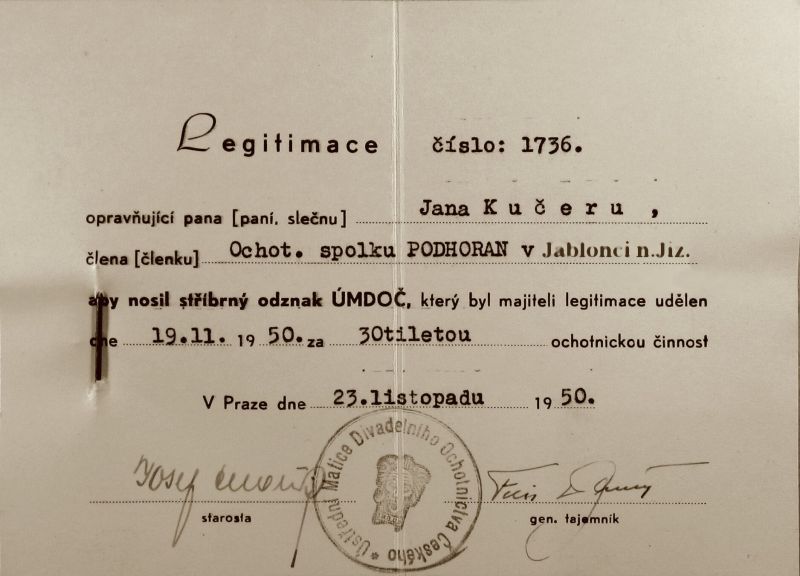 Legitimace číslo: 1736.
opravňující pana [paní, slečnu] Jana Kučeru ,
člena [členku] Ochot. spolku PODHORAN v Jablonci n.Jiz.
aby nosil stříbrný odznak ÚMDOČ, který byl majiteli legitimace udělen
dne 19.11. 1950. za 30tiletou ochotnickou činnost
V Praze dne 23.listopadu 1950.
Josef
starosta gen. tajemník
Ústřední Matice Divadelního Ochotnictva Českého *